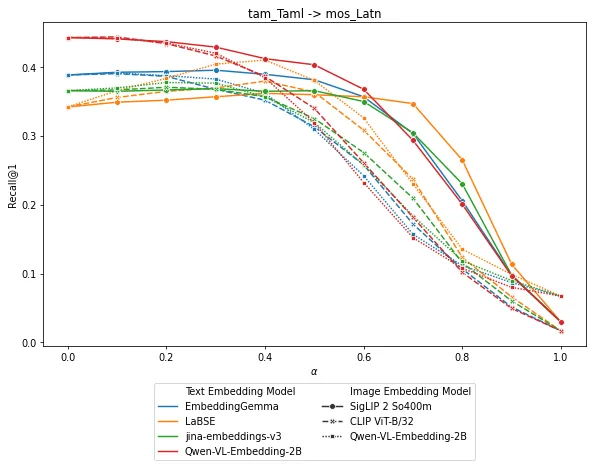 tam_Taml -> mos_Latn
Recall@1
0.4
0.3
0.2
0.1
0.0
0.0 0.2 0.4 0.6 0.8 1.0
α
Text Embedding Model
EmbeddingGemma
LaBSE
jina-embeddings-v3
Qwen-VL-Embedding-2B
Image Embedding Model
SigLIP 2 So400m
CLIP ViT-B/32
Qwen-VL-Embedding-2B